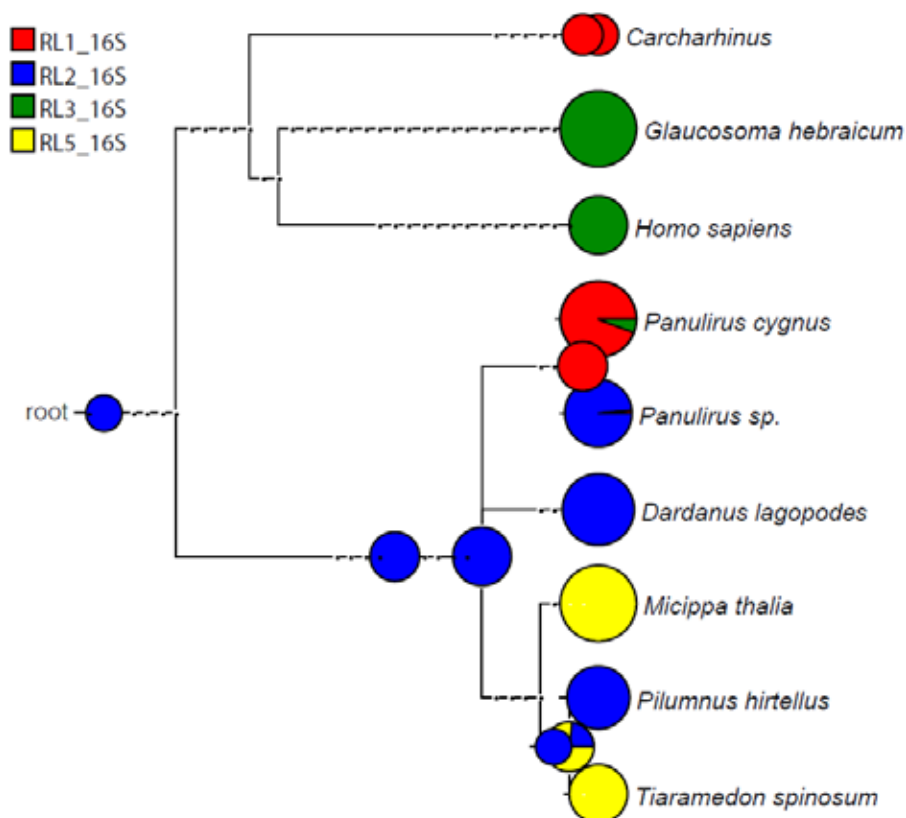 RL1_16S
RL2_16S
RL3_16S
RL5_16S
Carcharhinus
Glaucosoma hebraicum
Homo sapiens
Panulirus cygnus
root
Panulirus sp.
Dardanus lagopodes
Micippa thalia
Pilumnus hirtellus
Tiaramedon spinosum